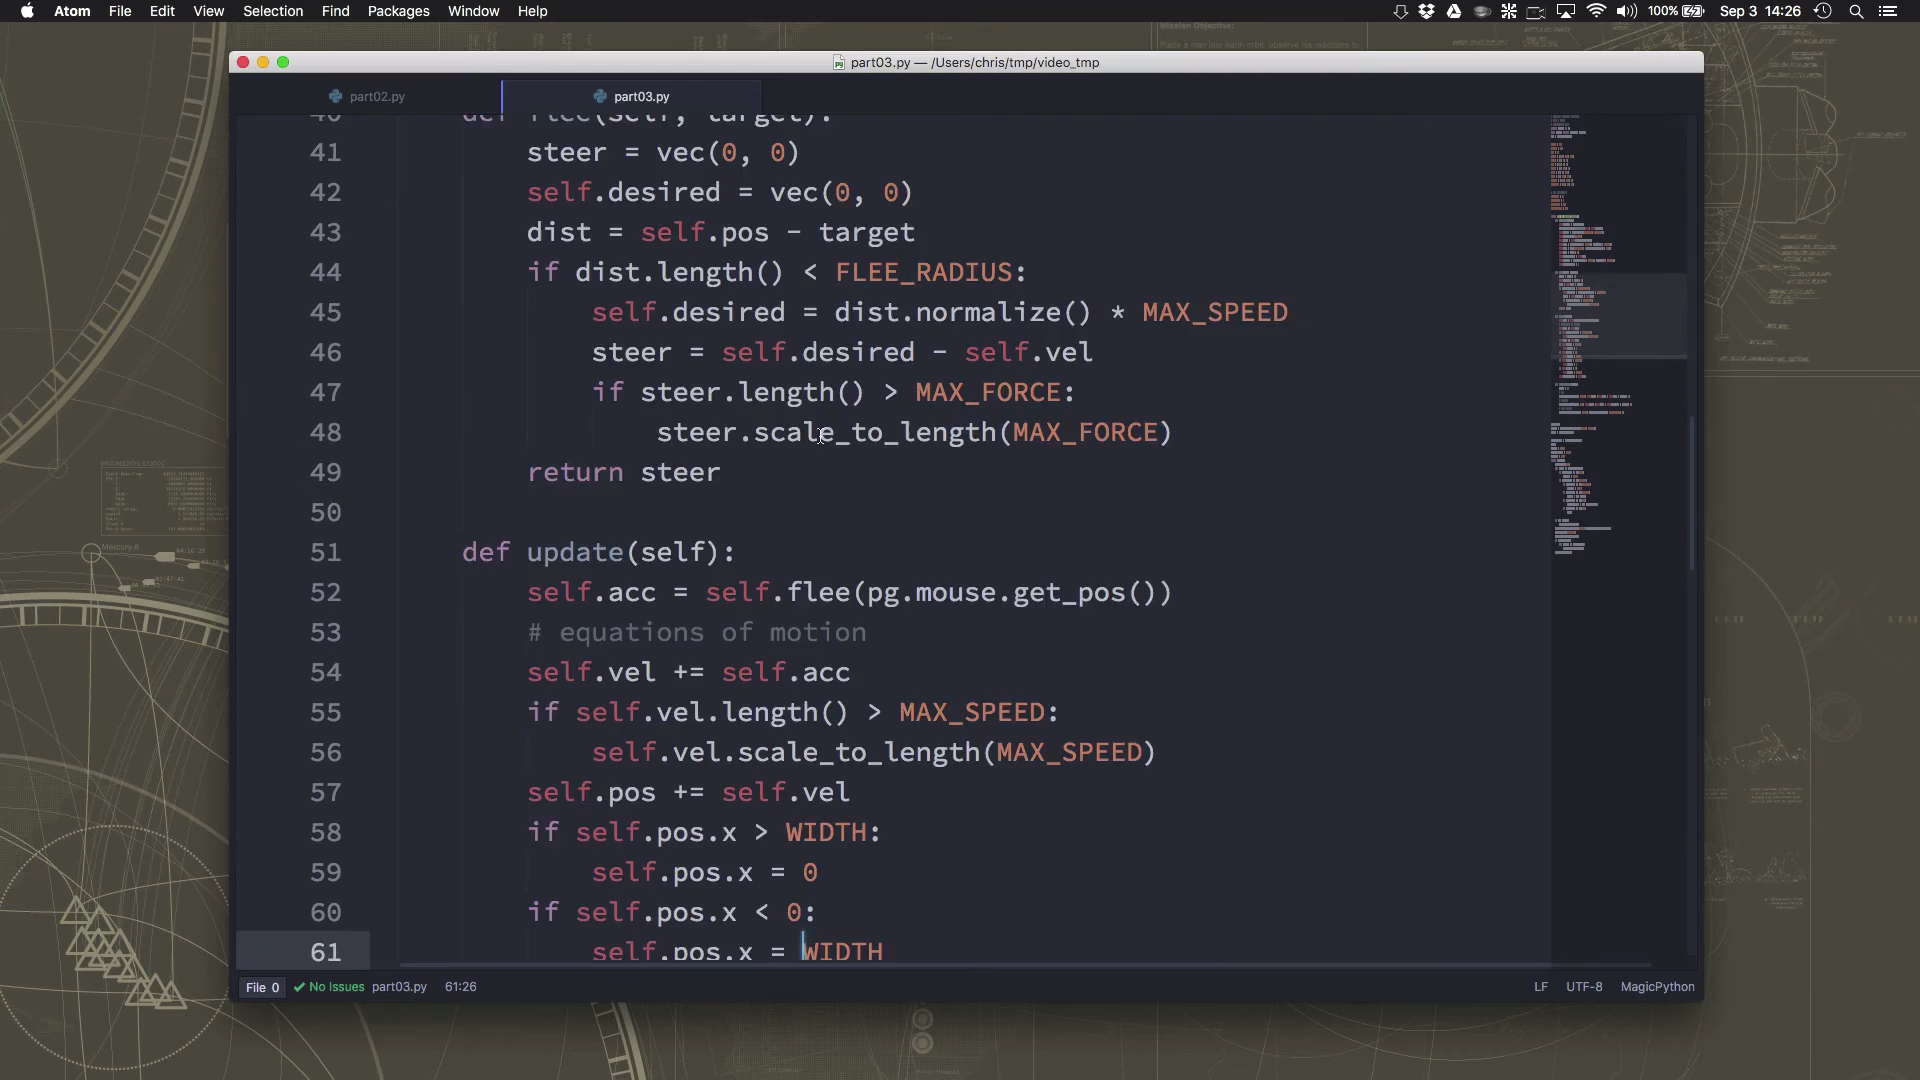 Atom File Edit View Selection Find Packages Window Help
100% Sep 3 14:26
part03.py — /Users/chris/tmp/video_tmp
part02.py part03.py
40 def flee(self, target):
41 steer = vec(0, 0)
42 self.desired = vec(0, 0)
43 dist = self.pos - target
44 if dist.length() < FLEE_RADIUS:
45 self.desired = dist.normalize() * MAX_SPEED
46 steer = self.desired - self.vel
47 if steer.length() > MAX_FORCE:
48 steer.scale_to_length(MAX_FORCE)
49 return steer
50
51 def update(self):
52 self.acc = self.flee(pg.mouse.get_pos())
53 # equations of motion
54 self.vel += self.acc
55 if self.vel.length() > MAX_SPEED:
56 self.vel.scale_to_length(MAX_SPEED)
57 self.pos += self.vel
58 if self.pos.x > WIDTH:
59 self.pos.x = 0
60 if self.pos.x < 0:
61 self.pos.x = WIDTH
File 0 No Issues part03.py 61:26 LF UTF-8 MagicPython